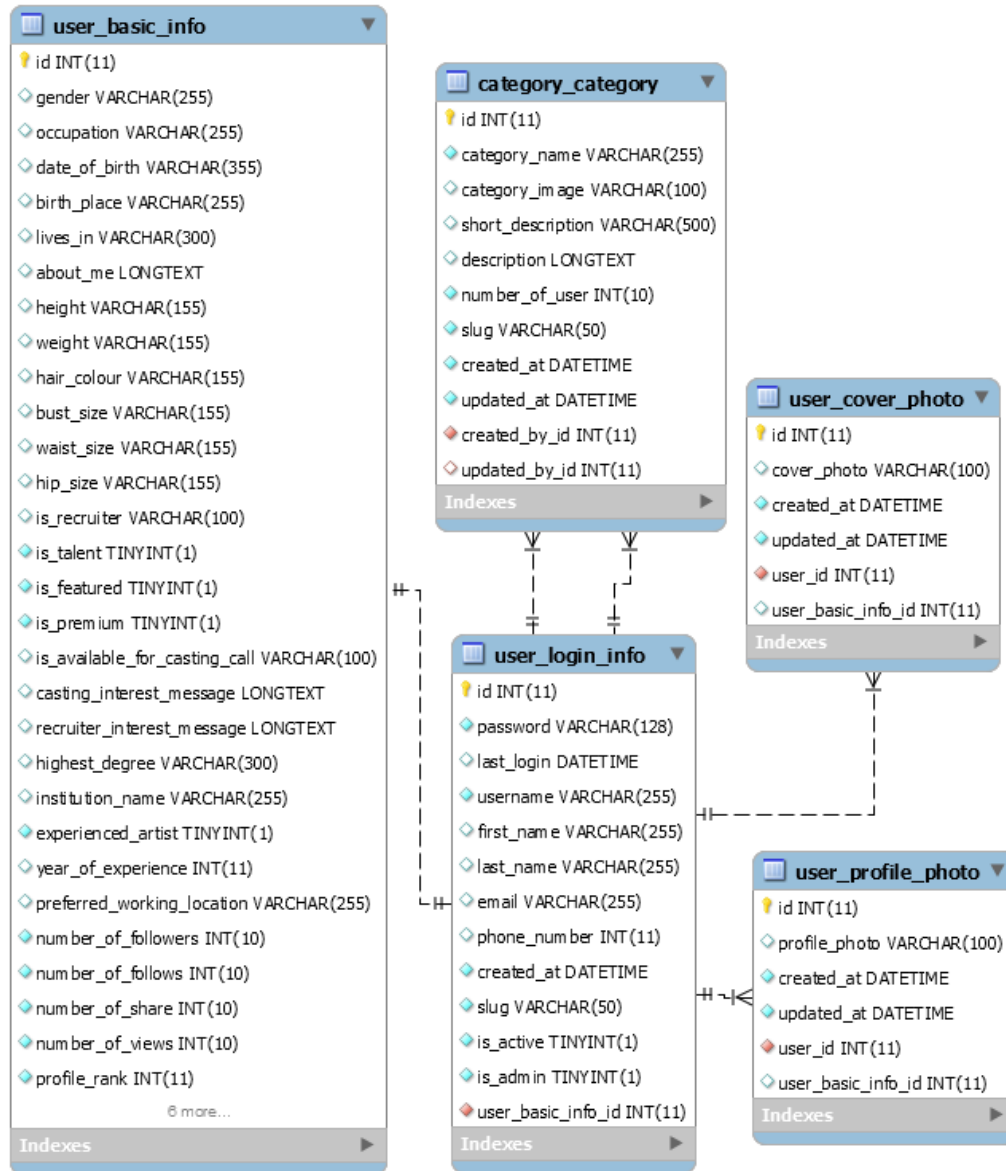 user_basic_info
id INT(11)
gender VARCHAR(255)
occupation VARCHAR(255)
date_of_birth VARCHAR(355)
birth_place VARCHAR(255)
lives_in VARCHAR(300)
about_me LONGTEXT
height VARCHAR(155)
weight VARCHAR(155)
hair_colour VARCHAR(155)
bust_size VARCHAR(155)
waist_size VARCHAR(155)
hip_size VARCHAR(155)
is_recruiter VARCHAR(100)
is_talent TINYINT(1)
is_featured TINYINT(1)
is_premium TINYINT(1)
is_available_for_casting_call VARCHAR(100)
casting_interest_message LONGTEXT
recruiter_interest_message LONGTEXT
highest_degree VARCHAR(300)
institution_name VARCHAR(255)
experienced_artist TINYINT(1)
year_of_experience INT(11)
preferred_working_location VARCHAR(255)
number_of_followers INT(10)
number_of_follows INT(10)
number_of_share INT(10)
number_of_views INT(10)
profile_rank INT(11)
6 more...
Indexes
category_category
id INT(11)
category_name VARCHAR(255)
category_image VARCHAR(100)
short_description VARCHAR(500)
description LONGTEXT
number_of_user INT(10)
slug VARCHAR(50)
created_at DATETIME
updated_at DATETIME
created_by_id INT(11)
updated_by_id INT(11)
Indexes
user_login_info
id INT(11)
password VARCHAR(128)
last_login DATETIME
username VARCHAR(255)
first_name VARCHAR(255)
last_name VARCHAR(255)
email VARCHAR(255)
phone_number INT(11)
created_at DATETIME
slug VARCHAR(50)
is_active TINYINT(1)
is_admin TINYINT(1)
user_basic_info_id INT(11)
Indexes
user_cover_photo
id INT(11)
cover_photo VARCHAR(100)
created_at DATETIME
updated_at DATETIME
user_id INT(11)
user_basic_info_id INT(11)
Indexes
user_profile_photo
id INT(11)
profile_photo VARCHAR(100)
created_at DATETIME
updated_at DATETIME
user_id INT(11)
user_basic_info_id INT(11)
Indexes